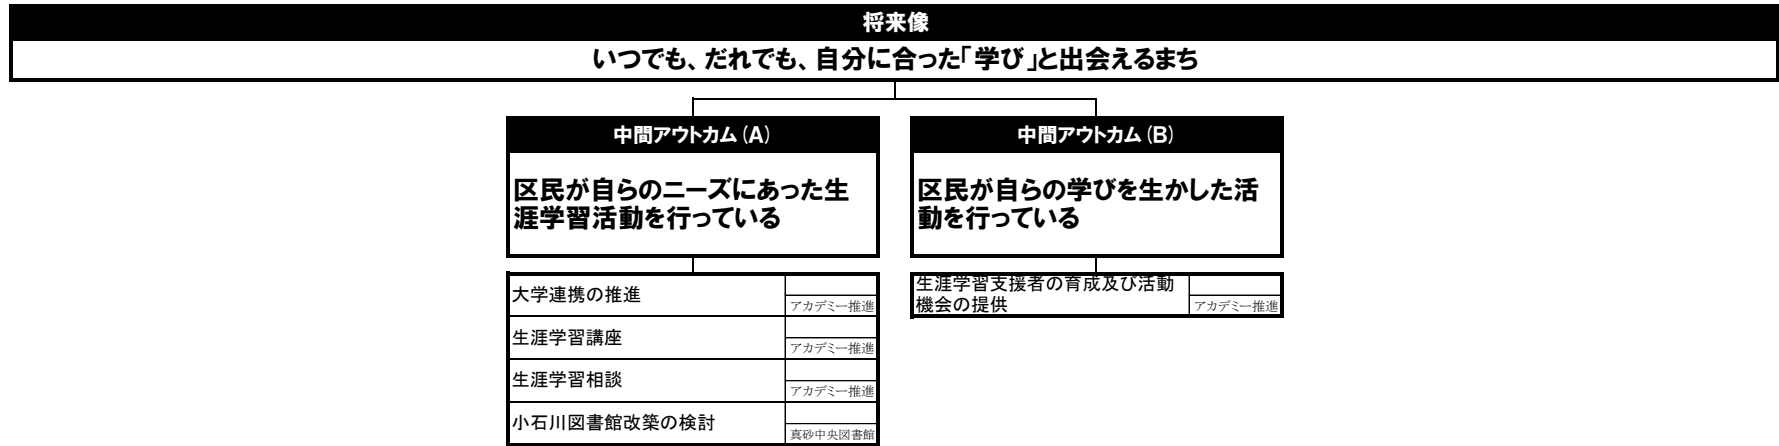 将来像
いつでも、だれでも、自分に合った「学び」と出会えるまち
中間アウトカム(A)
区民が自らのニーズにあった生
涯学習活動を行っている
大学連携の推進
アカデミー推進
生涯学習講座
アカデミー推進
生涯学習相談
アカデミー推進
小石川図書館改築の検討
真砂中央図書館
中間アウトカム(B)
区民が自らの学びを生かした活
動を行っている
生涯学習支援者の育成及び活動
機会の提供
アカデミー推進